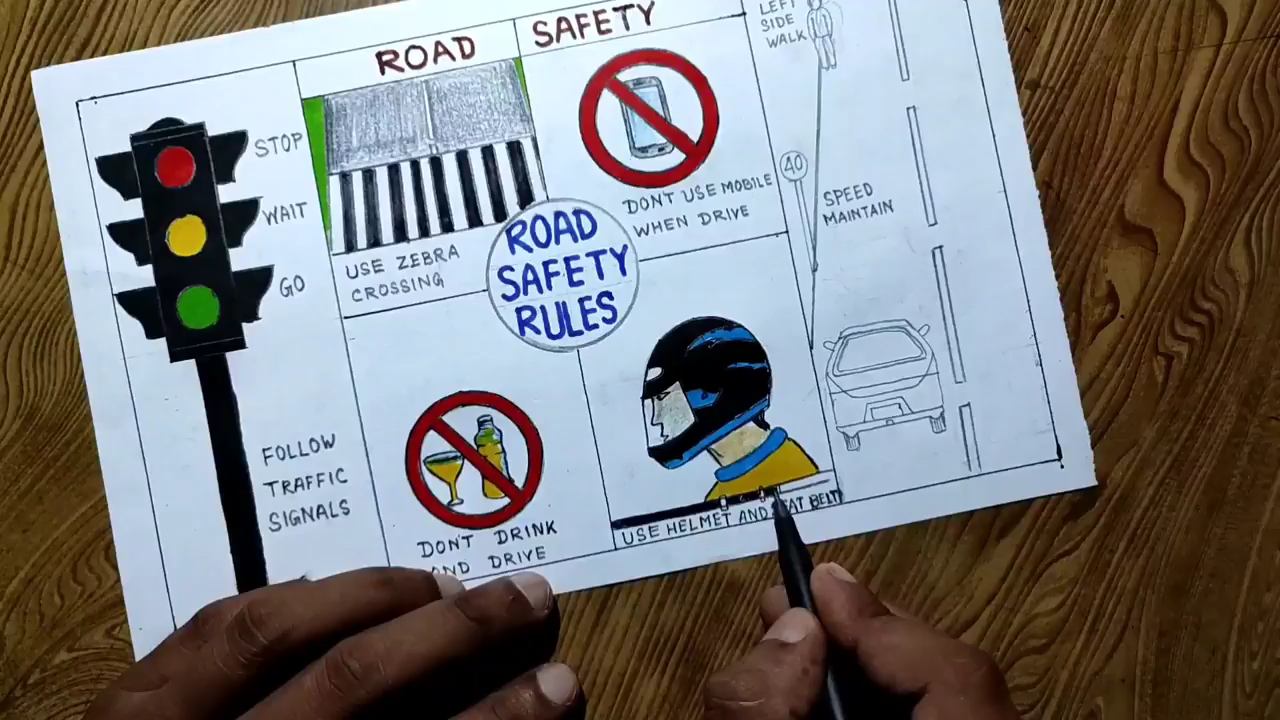 ROAD SAFETY
STOP
WAIT
GO
FOLLOW
TRAFFIC
SIGNALS
USE ZEBRA
CROSSING
DON'T USE MOBILE
WHEN DRIVE
ROAD
SAFETY
RULES
DON'T DRINK
AND DRIVE
USE HELMET AND BELT
LEFT
SIDE
WALK
40
SPEED
MAINTAIN